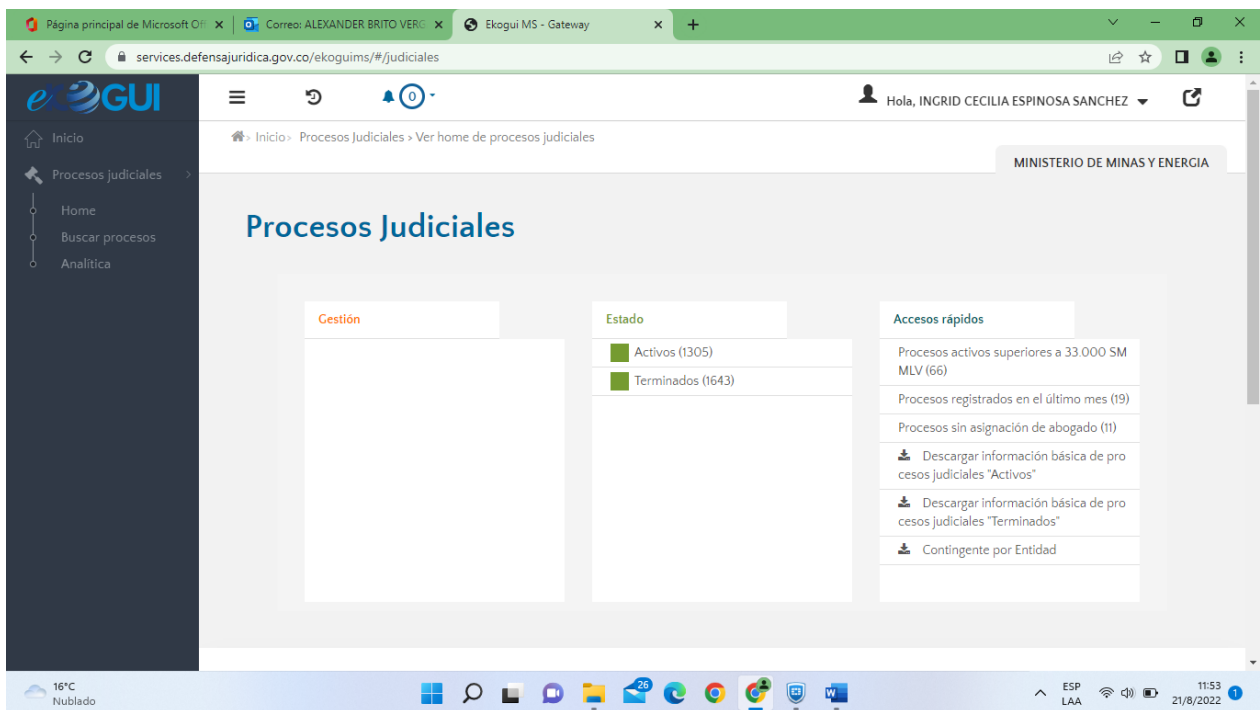 Página principal de Microsoft Ofi
Correo: ALEXANDER BRITO VERG
Ekogui MS - Gateway
services.defensajuridica.gov.co/ekoguims/#/judiciales
eKOGUI
0
Hola, INGRID CECILIA ESPINOSA SANCHEZ
Inicio
Inicio> Procesos Judiciales > Ver home de procesos judiciales
MINISTERIO DE MINAS Y ENERGIA
Procesos judiciales >
Home
Buscar procesos
Analítica
Procesos Judiciales
Gestión
Estado
Activos (1305)
Terminados (1643)
Accesos rápidos
Procesos activos superiores a 33.000 SM
MLV (66)
Procesos registrados en el último mes (19)
Procesos sin asignación de abogado (11)
Descargar información básica de pro
cesos judiciales "Activos"
Descargar información básica de pro
cesos judiciales "Terminados"
Contingente por Entidad
16°C
Nublado
26
ESP
LAA
11:53
21/8/2022
1